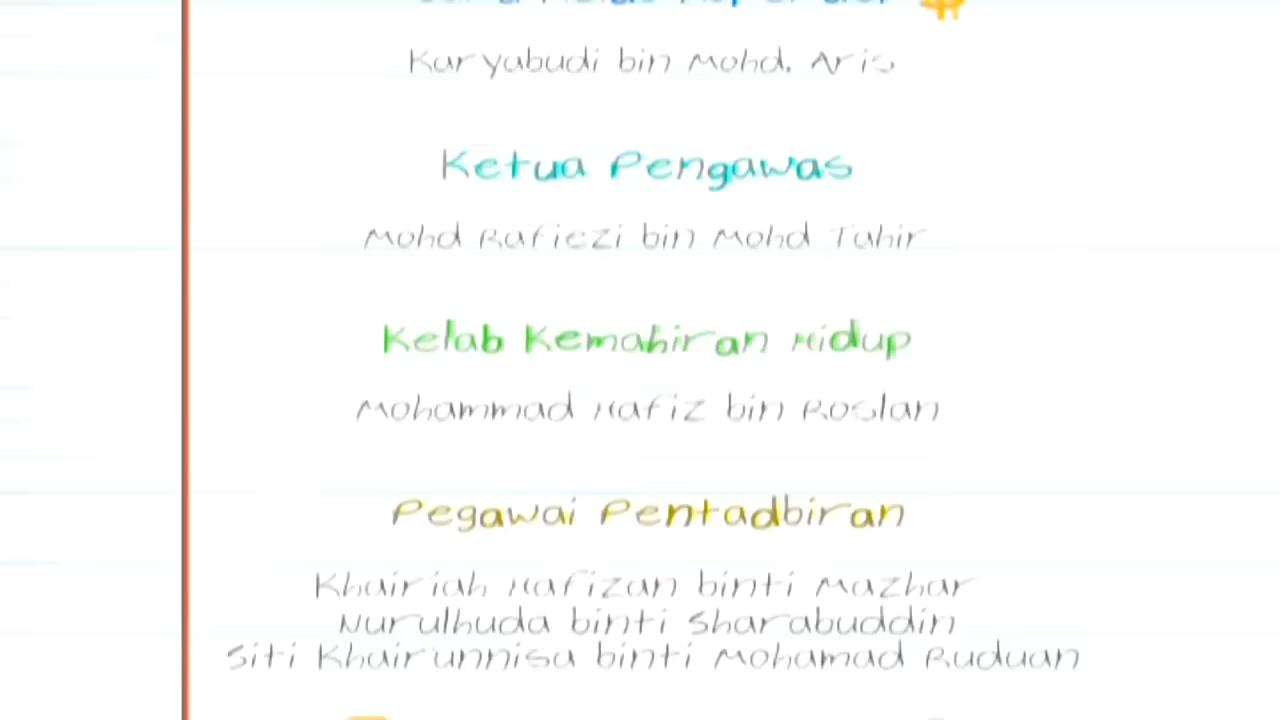 Karyabudi bin Mohd. Aris
Ketua Pengawas
Mohd Rafiezi bin Mohd Tahir
Kelab Kemahiran Hidup
Mohammad Hafiz bin Roslan
Pegawai Pentadbiran
Khairiah Hafizan binti Mazhar
Nurulhuda binti Sharabuddin
Siti Khairunnisa binti Mohamad Ruduan